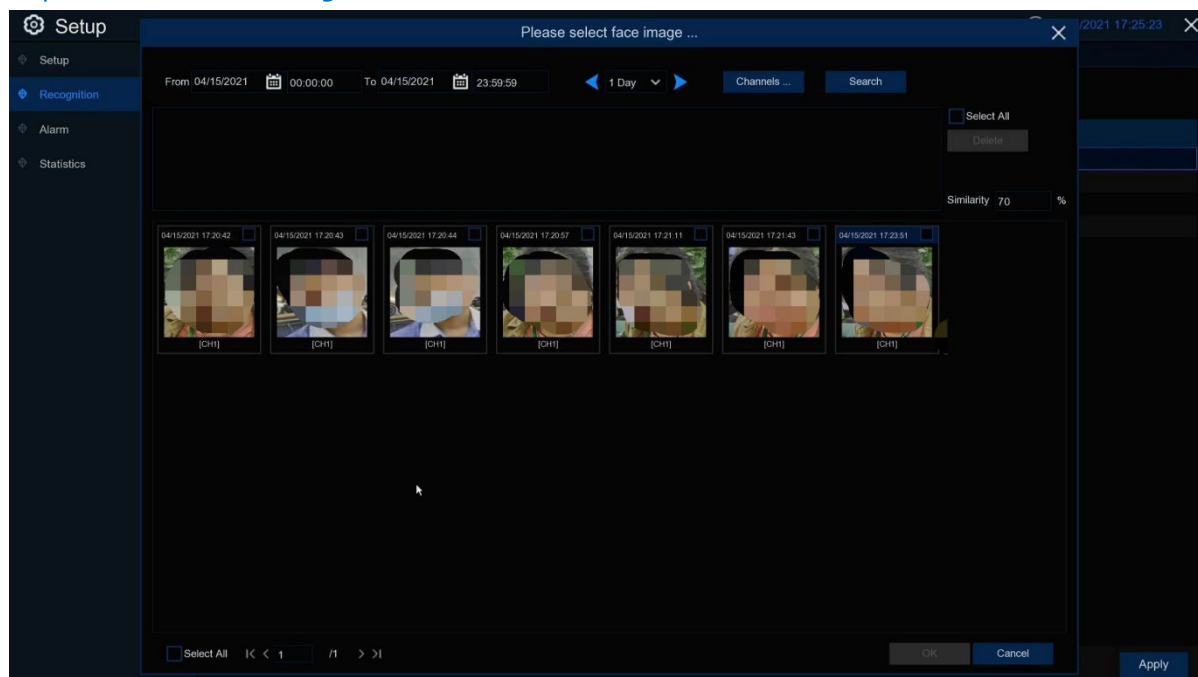 Setup
Please select face image ...
/2021 17:25:23
Setup
Recognition
Alarm
Statistics
From 04/15/2021 00:00:00 To 04/15/2021 23:59:59 1 Day Channels ... Search
Select All
Delete
Similarity 70 %
04/15/2021 17:20:42 04/15/2021 17:20:43 04/15/2021 17:20:44 04/15/2021 17:20:57 04/15/2021 17:21:11 04/15/2021 17:21:43 04/15/2021 17:23:51
[CH1] [CH1] [CH1] [CH1] [CH1] [CH1] [CH1]
Select All 1 /1 OK Cancel
Apply